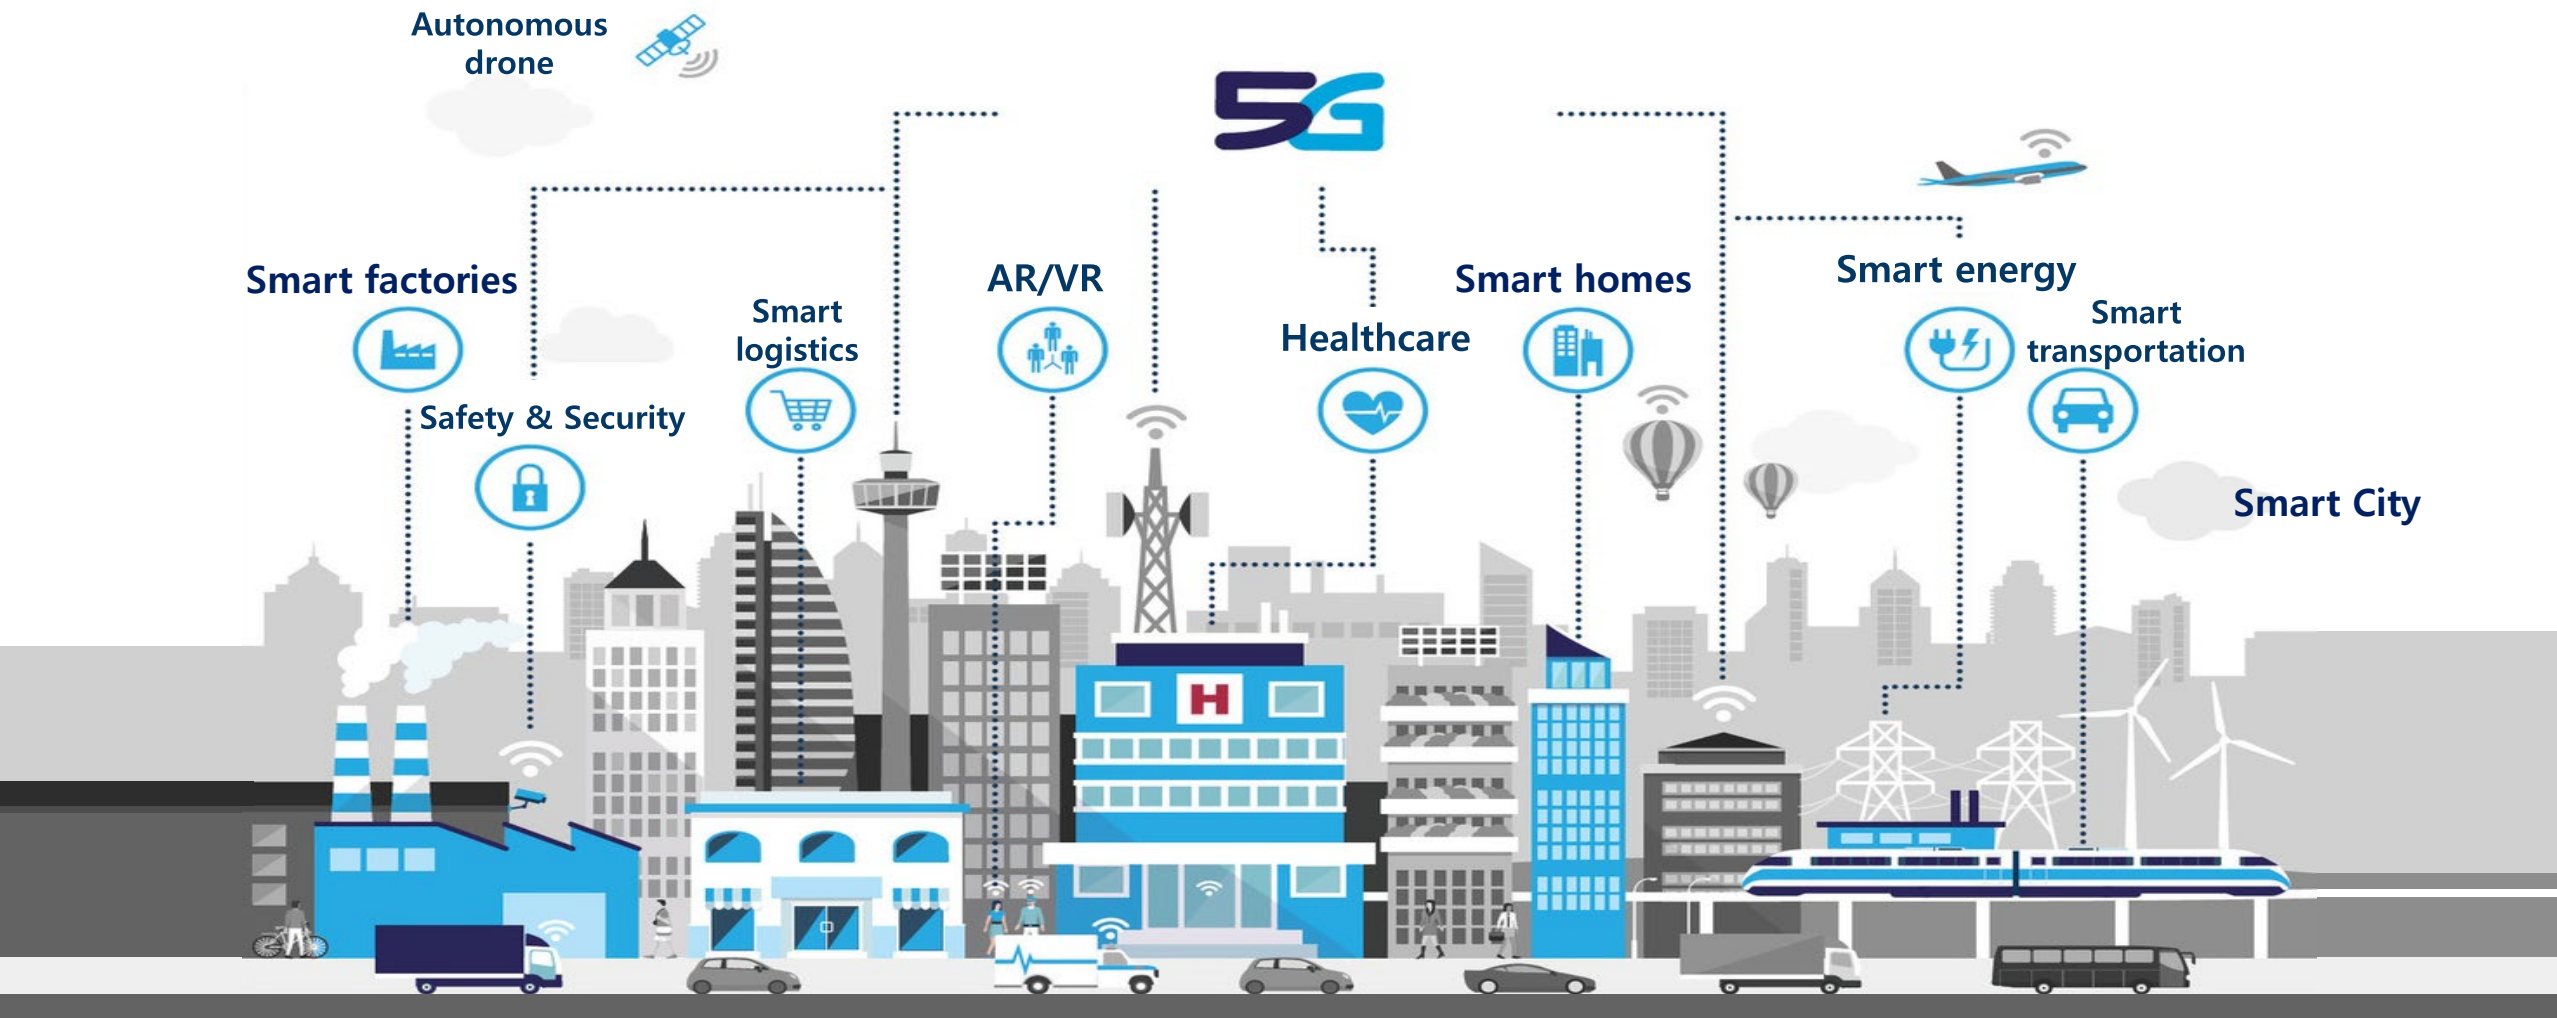 Autonomous
drone
5G
Smart factories
Safety & Security
Smart
logistics
AR/VR
Healthcare
Smart homes
Smart energy
Smart
transportation
Smart City
H